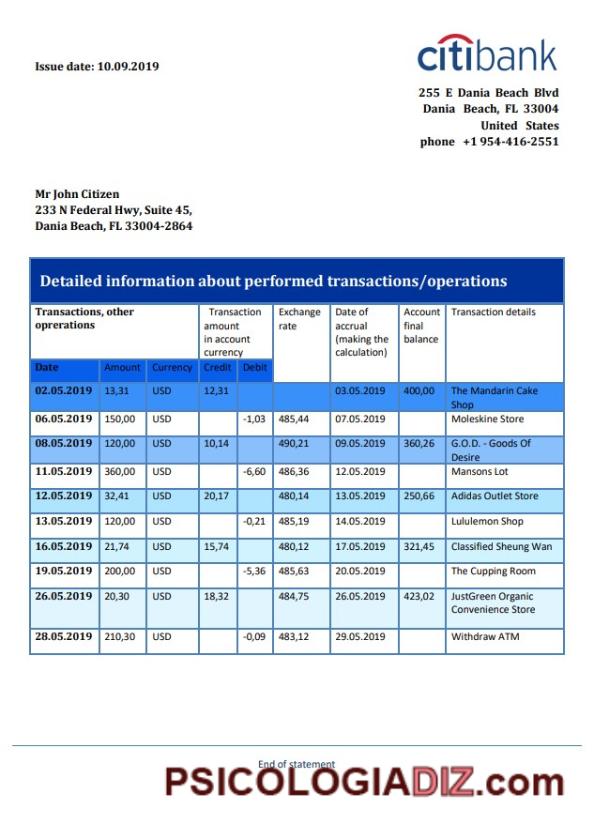 citibank
Issue date: 10.09.2019
255 E Dania Beach Blvd
Dania Beach, FL 33004
United States
phone +1 954-416-2551
Mr John Citizen
233 N Federal Hwy, Suite 45,
Dania Beach, FL 33004-2864
Detailed information about performed transactions/operations
Transactions, other
oprerations
Transaction
amount
in account
currency
Exchange
rate
Date of
accrual
(making the
calculation)
Account
final
balance
Transaction details
Date Amount Currency Credit Debit
02.05.2019 13,31 USD 12,31 03.05.2019 400,00 The Mandarin Cake
Shop
06.05.2019 150,00 USD -1,03 485,44 07.05.2019 Moleskine Store
08.05.2019 120,00 USD 10,14 490,21 09.05.2019 360,26 G.O.D. - Goods Of
Desire
11.05.2019 360,00 USD -6,60 486,36 12.05.2019 Mansons Lot
12.05.2019 32,41 USD 20,17 480,14 13.05.2019 250,66 Adidas Outlet Store
13.05.2019 120,00 USD -0,21 485,19 14.05.2019 Lululemon Shop
16.05.2019 21,74 USD 15,74 480,12 17.05.2019 321,45 Classified Sheung Wan
19.05.2019 200,00 USD -5,36 485,63 20.05.2019 The Cupping Room
26.05.2019 20,30 USD 18,32 484,75 26.05.2019 423,02 JustGreen Organic
Convenience Store
28.05.2019 210,30 USD -0,09 483,12 29.05.2019 Withdraw ATM
End of statement
PSICOLOGIADIZ.com